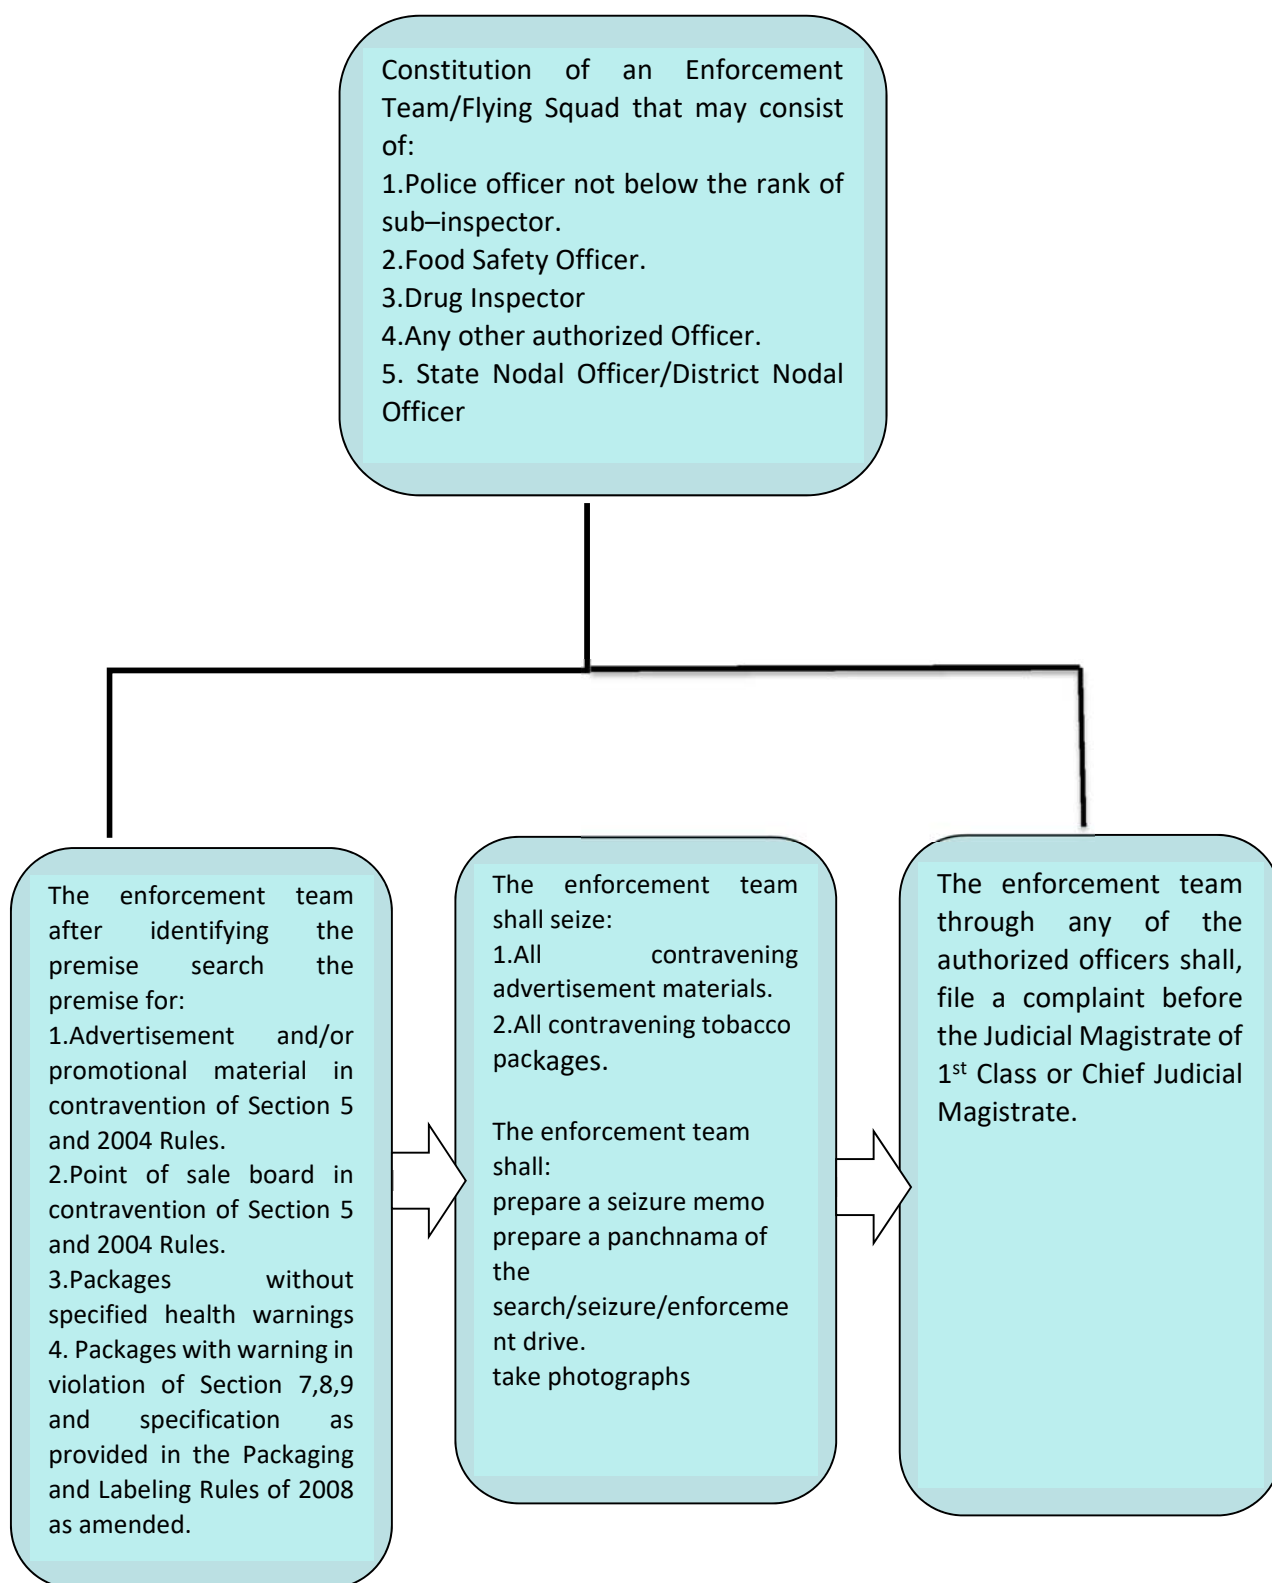 Constitution of an Enforcement
Team/Flying Squad that may consist
of:
1.Police officer not below the rank of
sub–inspector.
2.Food Safety Officer.
3.Drug Inspector
4.Any other authorized Officer.
5. State Nodal Officer/District Nodal
Officer
The enforcement team
after identifying the
premise search the
premise for:
1.Advertisement and/or
promotional material in
contravention of Section 5
and 2004 Rules.
2.Point of sale board in
contravention of Section 5
and 2004 Rules.
3.Packages without
specified health warnings
4. Packages with warning in
violation of Section 7,8,9
and specification as
provided in the Packaging
and Labeling Rules of 2008
as amended.
The enforcement team
shall seize:
1.All contravening
advertisement materials.
2.All contravening tobacco
packages.
The enforcement team
shall:
prepare a seizure memo
prepare a panchnama of
the
search/seizure/enforceme
nt drive.
take photographs
The enforcement team
through any of the
authorized officers shall,
file a complaint before
the Judicial Magistrate of
1st Class or Chief Judicial
Magistrate.